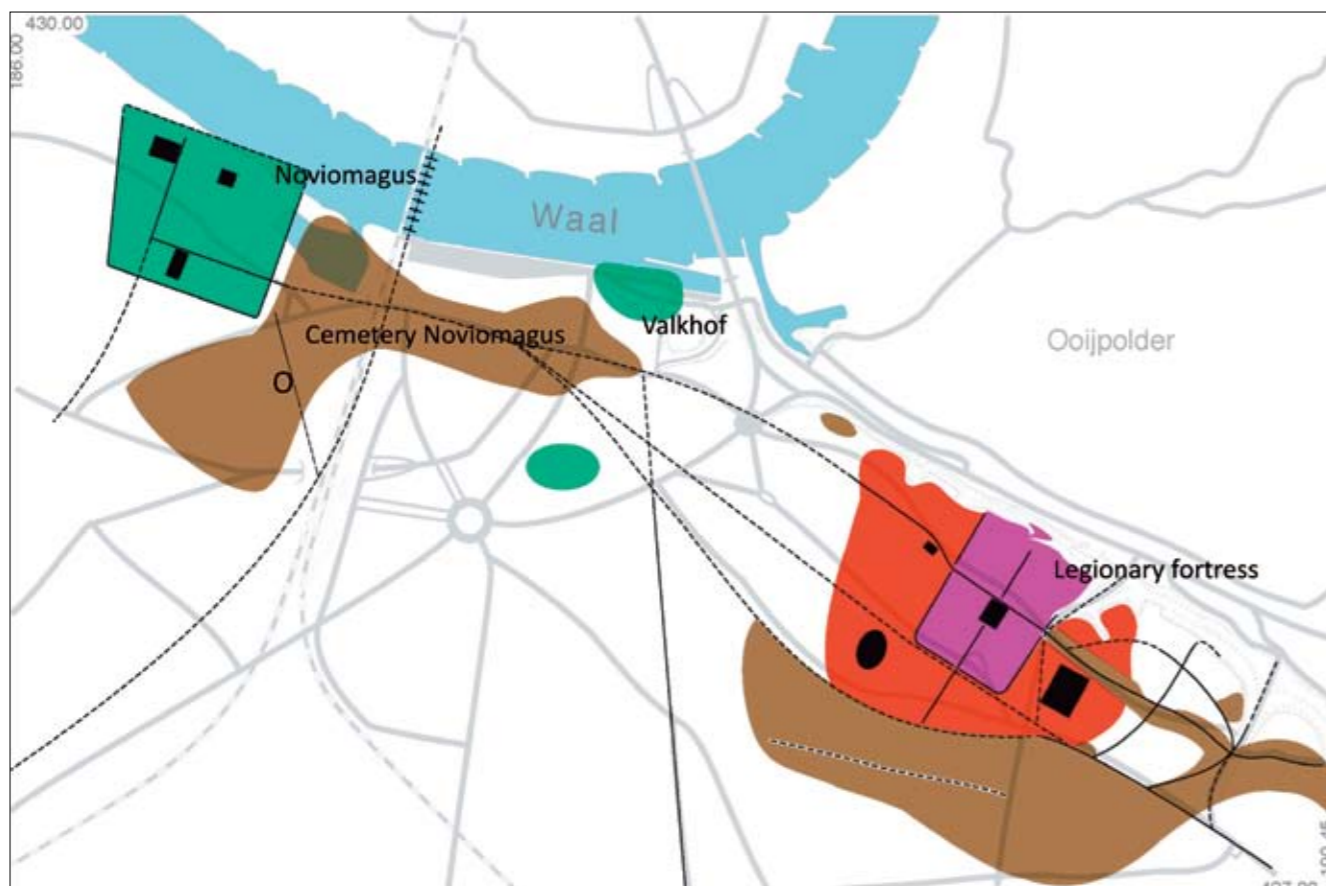 430.00
186.00
Noviomagus
Waal
Cemetery Noviomagus
Valkhof
Ooijpolder
O
Legionary fortress